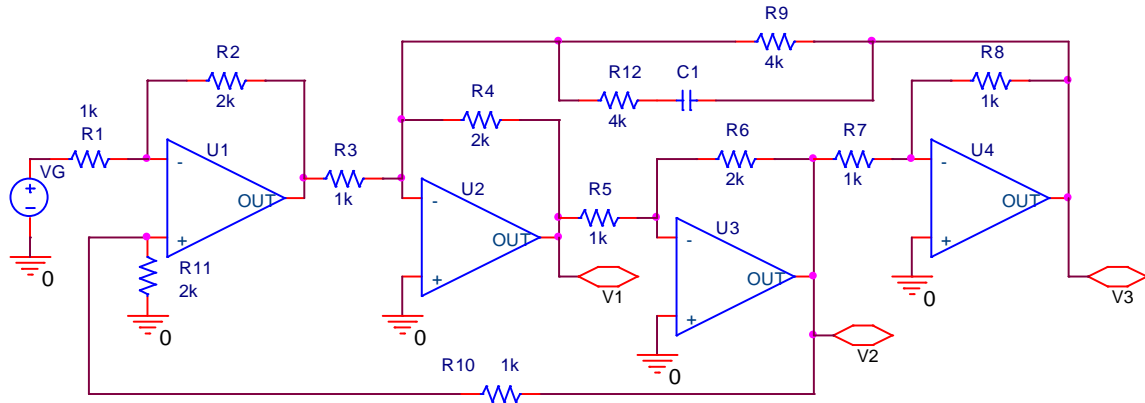 R9
R2
R8
4k
R12
C1
2k
R4
1k
1k
4k
R1
R6
R7
2k
U1
U4
VG
R3
-
U2
R5
2k
1k
-
+
-
1k
-
1k
U3
+
-
OUT
-
OUT
+
OUT
+
R11
OUT
0
2k
+
0
V1
0
V3
+
0
0
V2
0
R10
1k